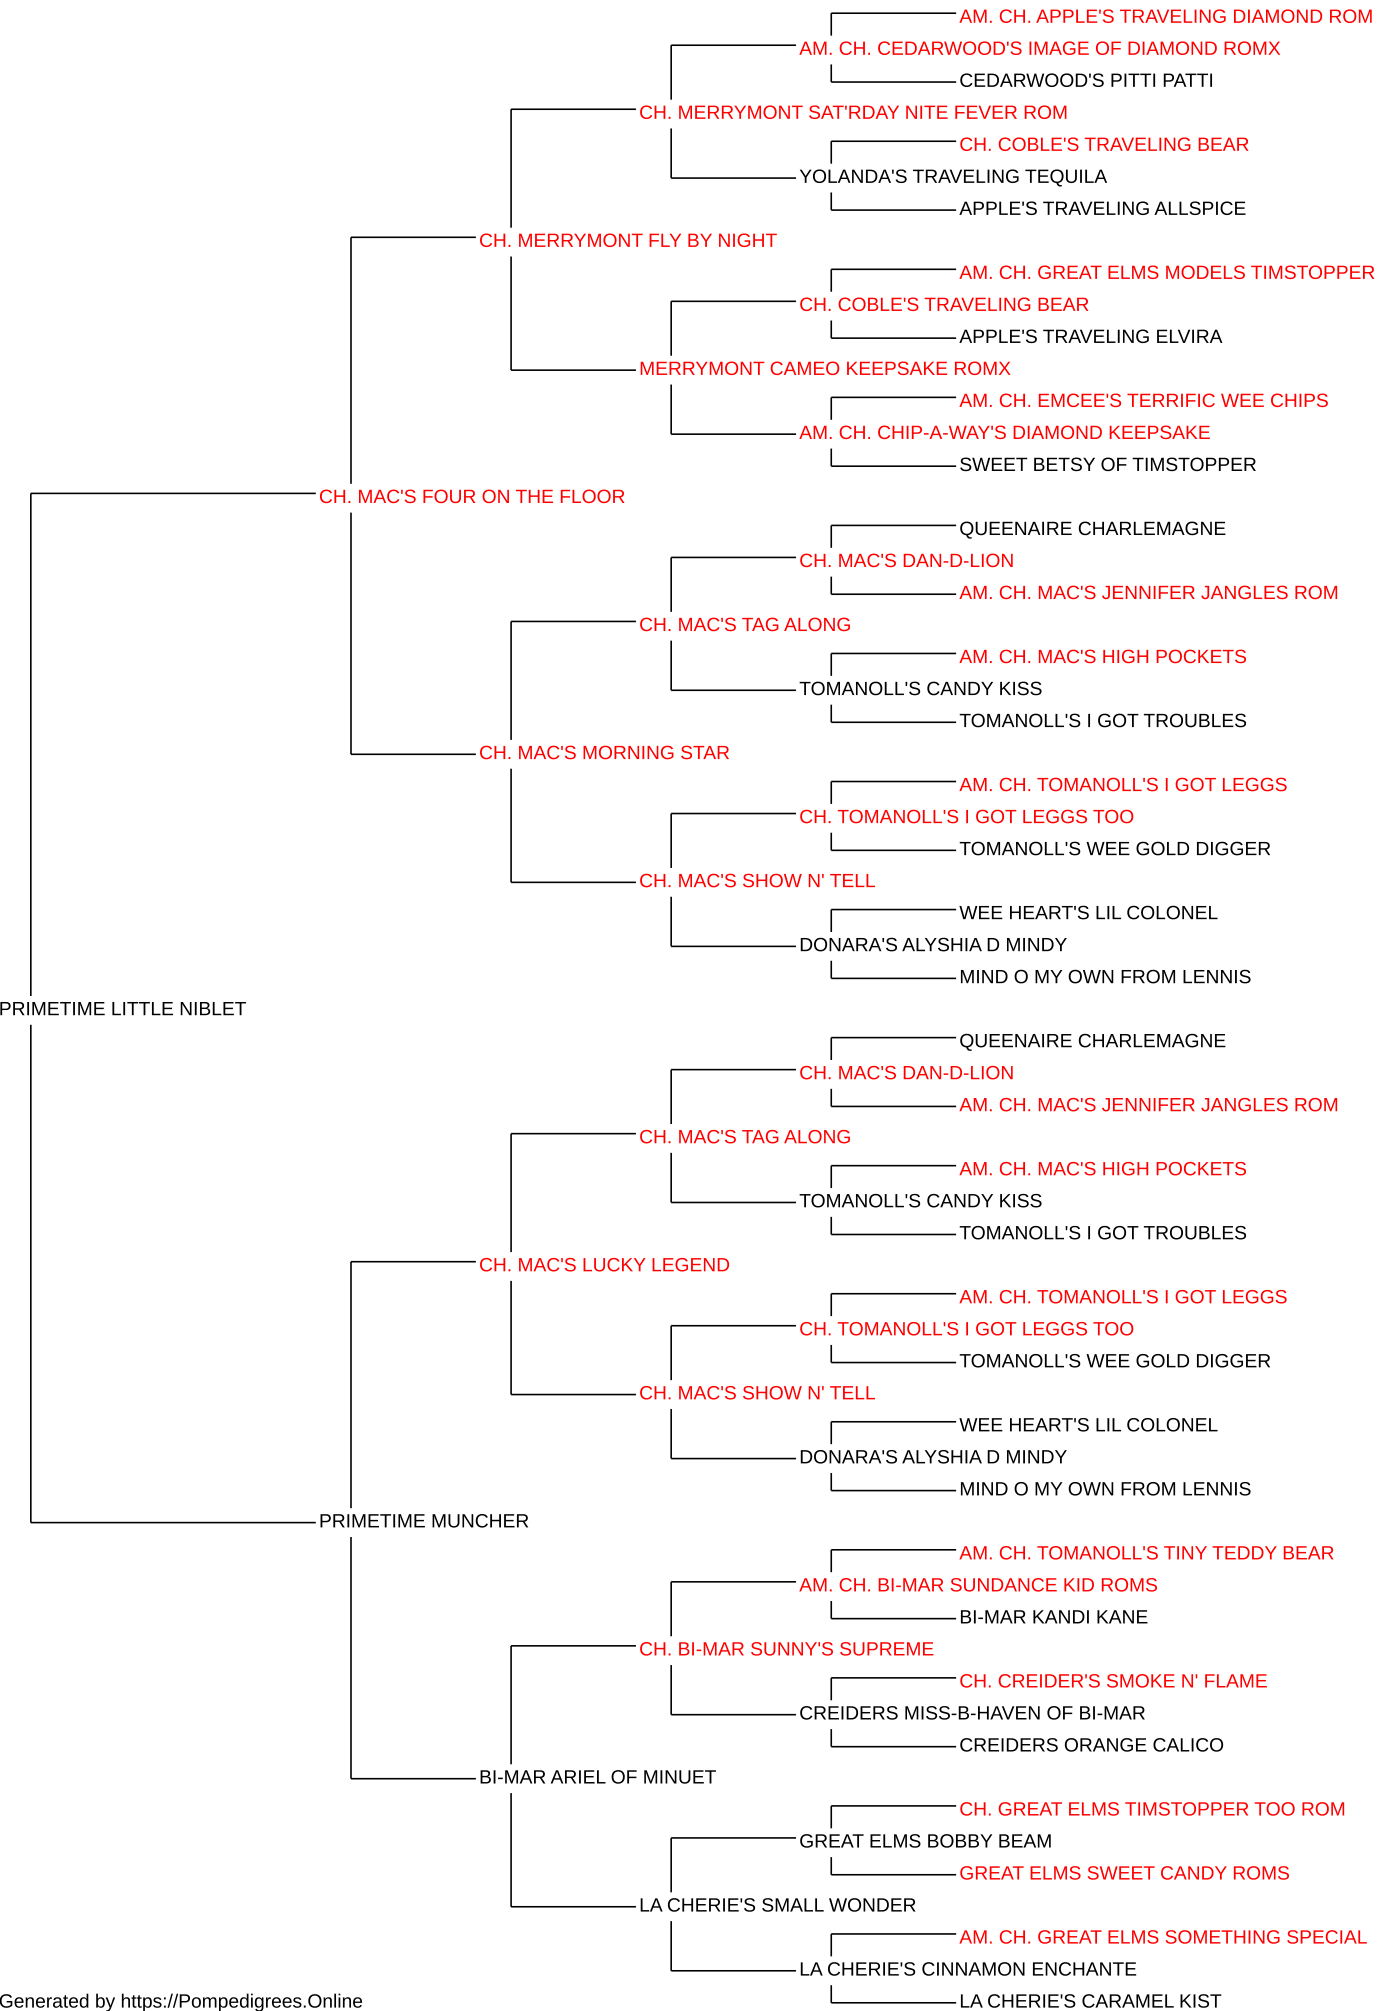 AM. CH. APPLE'S TRAVELING DIAMOND ROM
AM. CH. CEDARWOOD'S IMAGE OF DIAMOND ROMX
CEDARWOOD'S PITTI PATTI
CH. MERRYMONT SAT'RDAY NITE FEVER ROM
CH. COBLE'S TRAVELING BEAR
YOLANDA'S TRAVELING TEQUILA
APPLE'S TRAVELING ALLSPICE
CH. MERRYMONT FLY BY NIGHT
AM. CH. GREAT ELMS MODELS TIMSTOPPER
CH. COBLE'S TRAVELING BEAR
APPLE'S TRAVELING ELVIRA
MERRYMONT CAMEO KEEPSAKE ROMX
AM. CH. EMCEE'S TERRIFIC WEE CHIPS
AM. CH. CHIP-A-WAY'S DIAMOND KEEPSAKE
SWEET BETSY OF TIMSTOPPER
CH. MAC'S FOUR ON THE FLOOR
QUEENAIRE CHARLEMAGNE
CH. MAC'S DAN-D-LION
AM. CH. MAC'S JENNIFER JANGLES ROM
CH. MAC'S TAG ALONG
AM. CH. MAC'S HIGH POCKETS
TOMANOLL'S CANDY KISS
TOMANOLL'S I GOT TROUBLES
CH. MAC'S MORNING STAR
AM. CH. TOMANOLL'S I GOT LEGGS
CH. TOMANOLL'S I GOT LEGGS TOO
TOMANOLL'S WEE GOLD DIGGER
CH. MAC'S SHOW N' TELL
WEE HEART'S LIL COLONEL
DONARA'S ALYSHIA D MINDY
MIND O MY OWN FROM LENNIS
PRIMETIME LITTLE NIBLET
QUEENAIRE CHARLEMAGNE
CH. MAC'S DAN-D-LION
AM. CH. MAC'S JENNIFER JANGLES ROM
CH. MAC'S TAG ALONG
AM. CH. MAC'S HIGH POCKETS
TOMANOLL'S CANDY KISS
TOMANOLL'S I GOT TROUBLES
CH. MAC'S LUCKY LEGEND
AM. CH. TOMANOLL'S I GOT LEGGS
CH. TOMANOLL'S I GOT LEGGS TOO
TOMANOLL'S WEE GOLD DIGGER
CH. MAC'S SHOW N' TELL
WEE HEART'S LIL COLONEL
DONARA'S ALYSHIA D MINDY
MIND O MY OWN FROM LENNIS
PRIMETIME MUNCHER
AM. CH. TOMANOLL'S TINY TEDDY BEAR
AM. CH. BI-MAR SUNDANCE KID ROMS
BI-MAR KANDI KANE
CH. BI-MAR SUNNY'S SUPREME
CH. CREIDER'S SMOKE N' FLAME
CREIDERS MISS-B-HAVEN OF BI-MAR
CREIDERS ORANGE CALICO
BI-MAR ARIEL OF MINUET
CH. GREAT ELMS TIMSTOPPER TOO ROM
GREAT ELMS BOBBY BEAM
GREAT ELMS SWEET CANDY ROMS
LA CHERIE'S SMALL WONDER
AM. CH. GREAT ELMS SOMETHING SPECIAL
LA CHERIE'S CINNAMON ENCHANTE
LA CHERIE'S CARAMEL KIST
Generated by https://Pompedigrees.Online